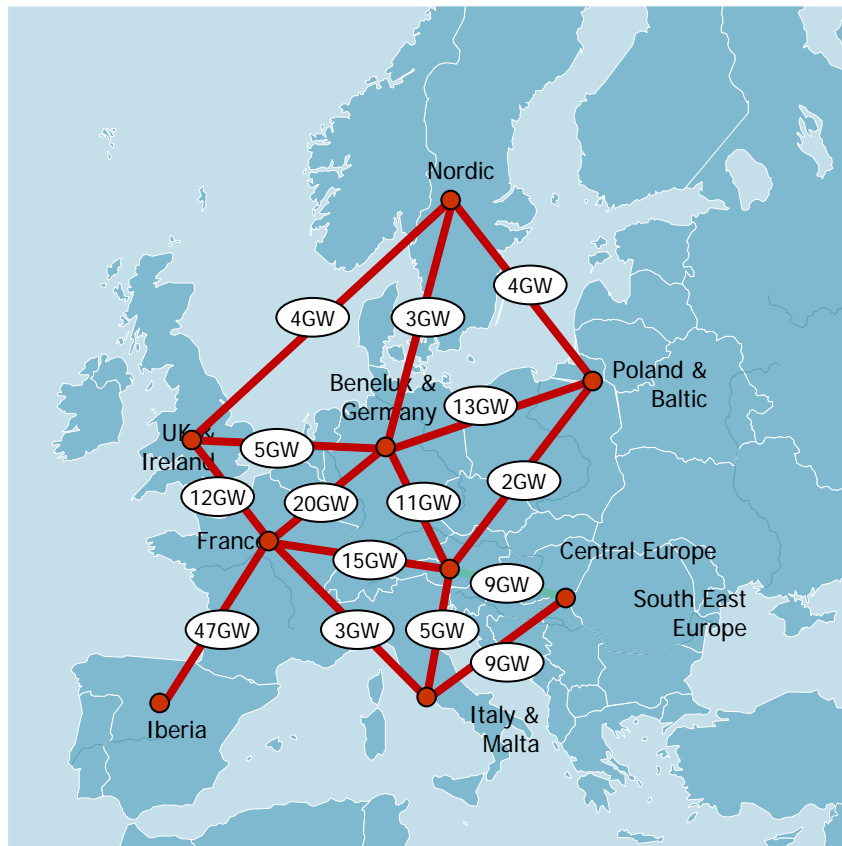 Nordic
4GW
4GW
3GW
Poland &
Baltic
Benelux &
Germany
13GW
UK &
Ireland
5GW
2GW
12GW
20GW
11GW
France
Central Europe
15GW
9GW
South East
Europe
47GW
3GW
5GW
9GW
Iberia
Italy &
Malta